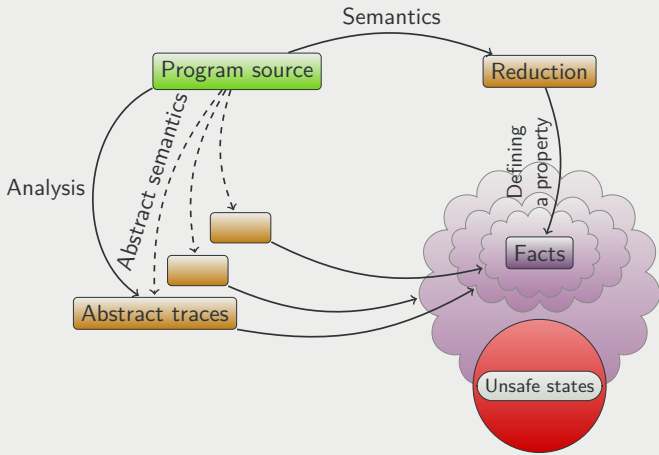 Semantics
Program source
Reduction
Defining
a property
Analysis
Abstract semantics
Facts
Abstract traces
Unsafe states